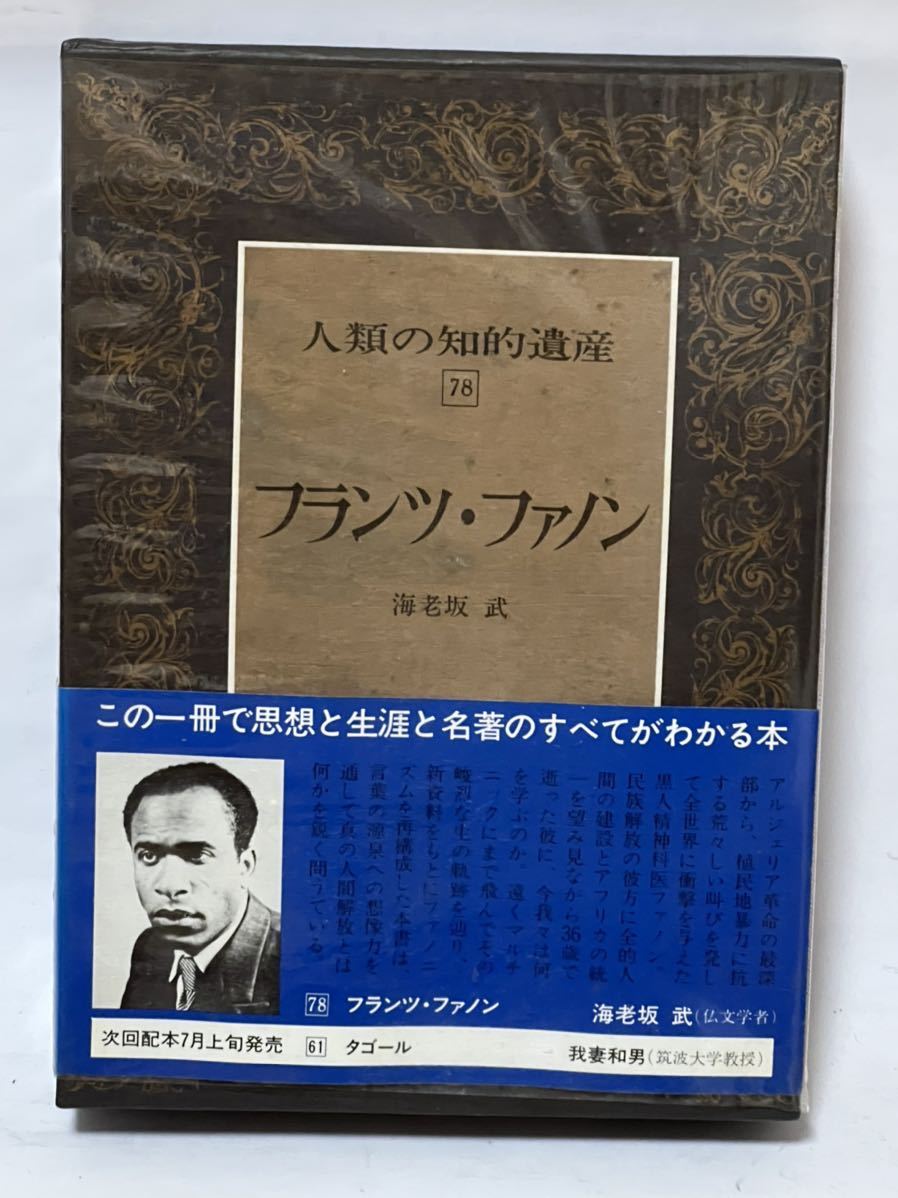 人類の知的遺産
78
フランツ・ファノン
海老坂 武
この一冊で思想と生涯と名著のすべてがわかる本
アルジェリア革命の最深
部から、植民地暴力に抗
する荒々しい叫びを発し
て全世界に衝撃を与えた
黒人精神科医ファノン。
民族解放の彼方に全的人
間の建設とアフリカの統
一を望み見ながら36歳で
逝った彼に、今我々は何
を学ぶのか。遠くマルチ
ニックにまで飛んでその
峻烈な生の軌跡を辿り、
新資料をもとにファノニ
ズムを再構成した本書は、
言葉の源泉への想像力を
通して真の人間解放とは
何かを鋭く問うている
78 フランツ・ファノン
海老坂 武(仏文学者)
次回配本7月上旬発売 61 タゴール 我妻和男(筑波大学教授)